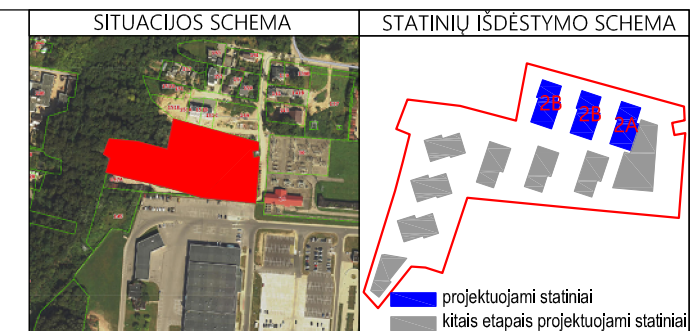 SITUACIJOS SCHEMA
STATINIŲ IŠDĖSTYMO SCHEMA
2B
2B
2A
projektuojami statiniai
kitais etapais projektuojami statiniai